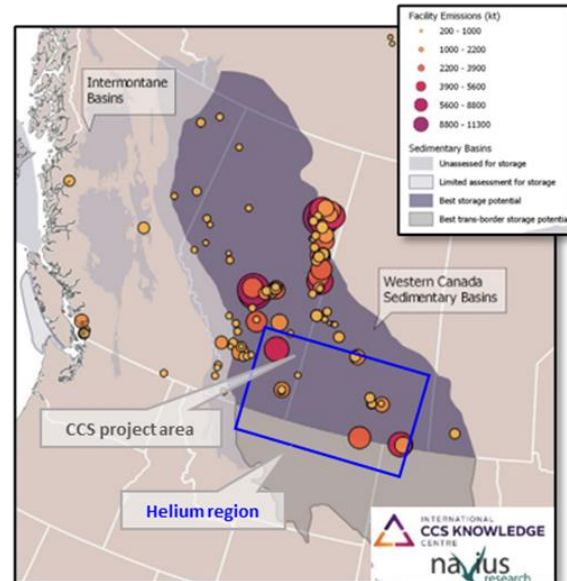 Facility Emissions (kt)
200 - 1000
1000 - 2200
2200 - 3900
3900 - 5600
5600 - 8800
8800 - 11300
Sedimentary Basins
Unassessed for storage
Limited assessment for storage
Best storage potential
Best trans-border storage potential
Intermontane
Basins
Western Canada
Sedimentary Basins
CCS project area
Helium region
INTERNATIONAL
CCS KNOWLEDGE
CENTRE
navius
research